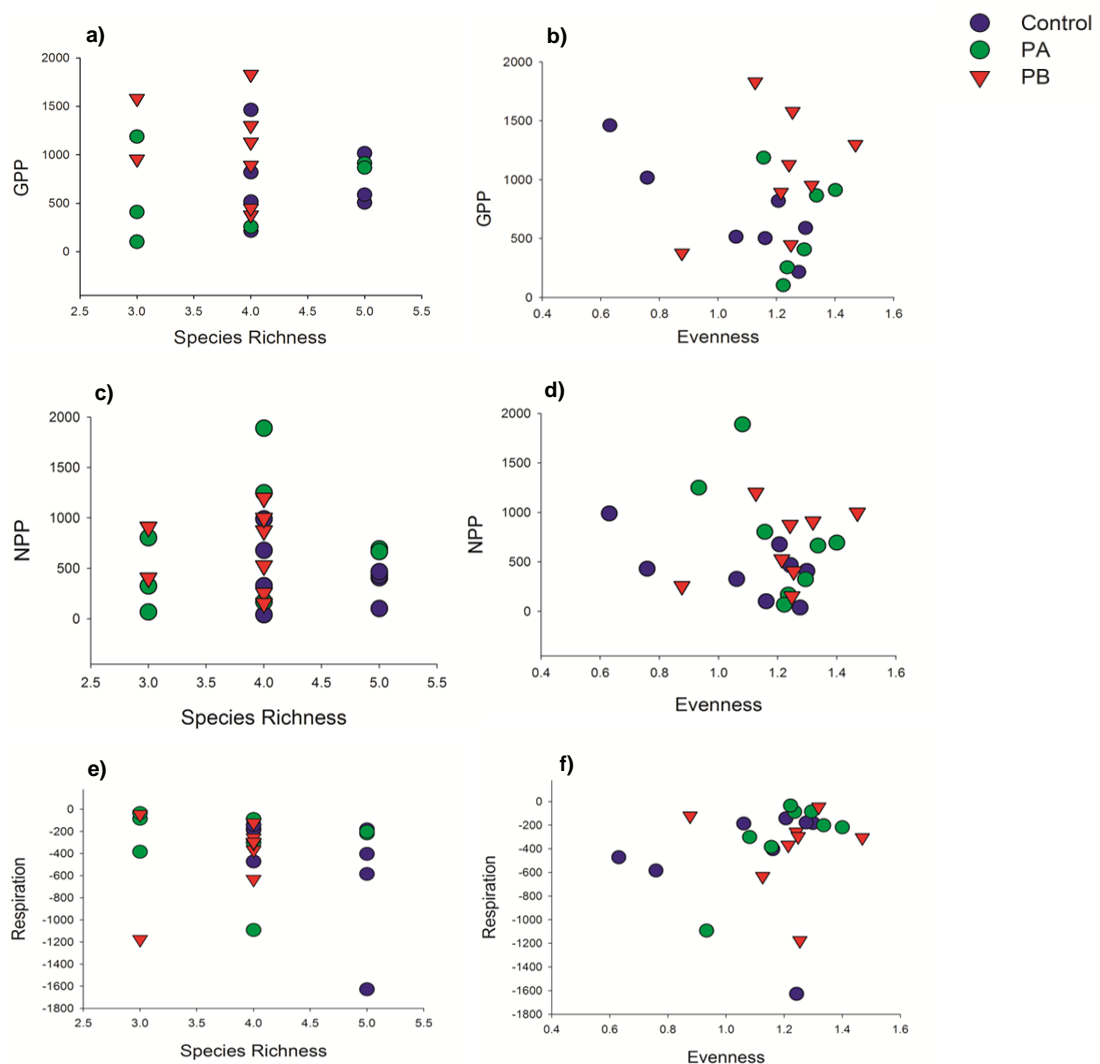 Control
PA
PB
a)
2000
1500
1000
500
0
GPP
2.5 3.0 3.5 4.0 4.5 5.0 5.5
Species Richness
b)
2000
1500
1000
500
0
GPP
0.4 0.6 0.8 1.0 1.2 1.4 1.6
Evenness
c)
2000
1500
1000
500
0
NPP
2.5 3.0 3.5 4.0 4.5 5.0 5.5
Species Richness
d)
2000
1500
1000
500
0
NPP
0.4 0.6 0.8 1.0 1.2 1.4 1.6
Evenness
e)
0
-200
-400
-600
-800
-1000
-1200
-1400
-1600
-1800
Respiration
2.5 3.0 3.5 4.0 4.5 5.0 5.5
Species Richness
f)
0
-200
-400
-600
-800
-1000
-1200
-1400
-1600
-1800
Respiration
0.4 0.6 0.8 1.0 1.2 1.4 1.6
Evenness